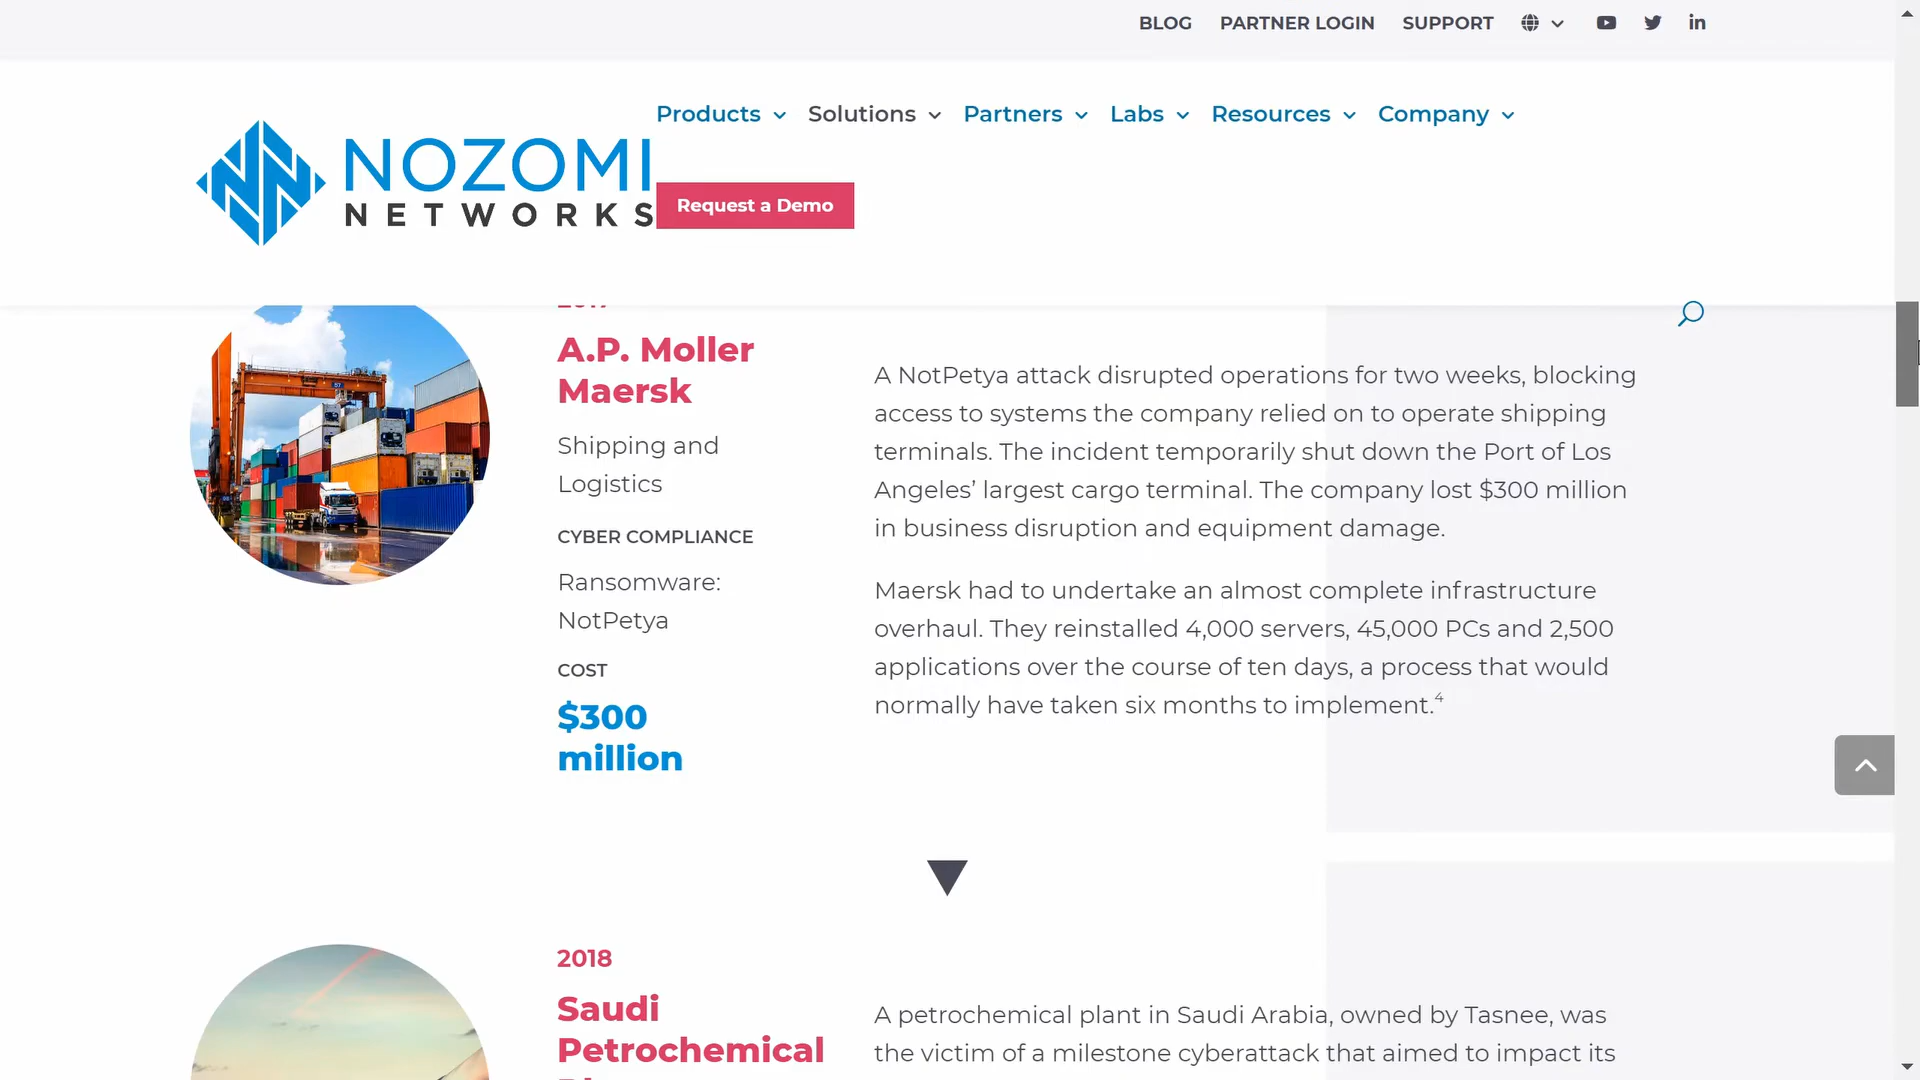 BLOG PARTNER LOGIN SUPPORT
Products Solutions Partners Labs Resources Company
NOZOMI
NETWORKS
Request a Demo
A.P. Moller
Maersk
Shipping and
Logistics
CYBER COMPLIANCE
Ransomware:
NotPetya
COST
$300
million
A NotPetya attack disrupted operations for two weeks, blocking
access to systems the company relied on to operate shipping
terminals. The incident temporarily shut down the Port of Los
Angeles’ largest cargo terminal. The company lost $300 million
in business disruption and equipment damage.
Maersk had to undertake an almost complete infrastructure
overhaul. They reinstalled 4,000 servers, 45,000 PCs and 2,500
applications over the course of ten days, a process that would
normally have taken six months to implement.4
2018
Saudi
Petrochemical
A petrochemical plant in Saudi Arabia, owned by Tasnee, was
the victim of a milestone cyberattack that aimed to impact its